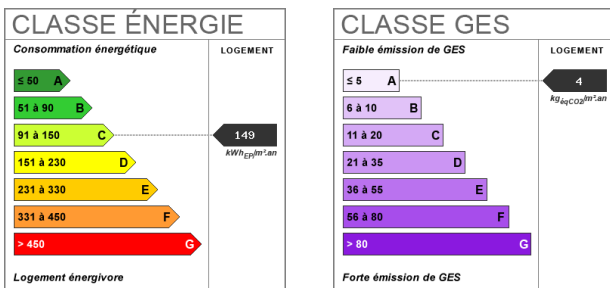 CLASSE ÉNERGIE
Consommation énergétique
LOGEMENT
≤ 50 A
51 à 90 B
91 à 150 C
149
kWhEP/m².an
151 à 230 D
231 à 330 E
331 à 450 F
> 450 G
Logement énergivore
CLASSE GES
Faible émission de GES
LOGEMENT
≤ 5 A
4
kgéqCO2/m².an
6 à 10 B
11 à 20 C
21 à 35 D
36 à 55 E
56 à 80 F
> 80 G
Forte émission de GES